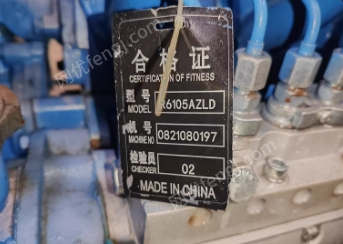 合格证
CERTIFICATION OF FITNESS
型号
MODEL R6105AZLD
机号
MACHINE NO 0821080197
检验员
CHECKER 02
MADE IN CHINA